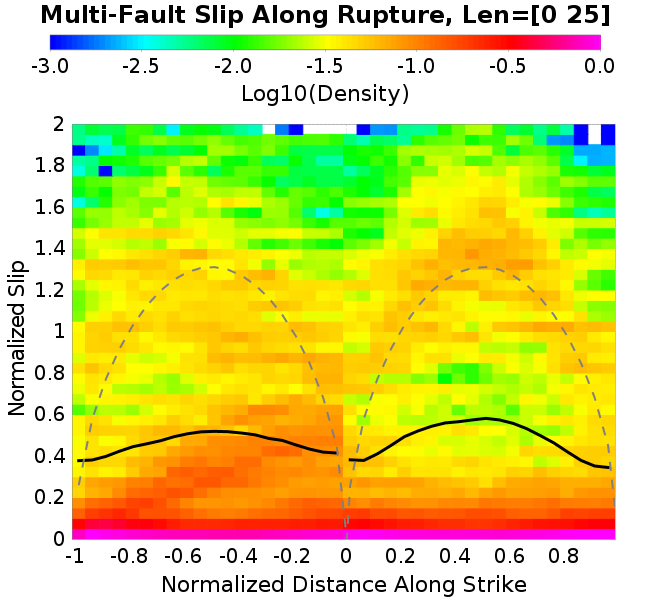 Multi-Fault Slip Along Rupture, Len=[0 25]
-3.0 -2.5 -2.0 -1.5 -1.0 -0.5 0.0
Log10(Density)
2
1.8
1.6
1.4
1.2
1
0.8
0.6
0.4
0.2
0
Normalized Slip
-1 -0.8 -0.6 -0.4 -0.2 0 0.2 0.4 0.6 0.8
Normalized Distance Along Strike